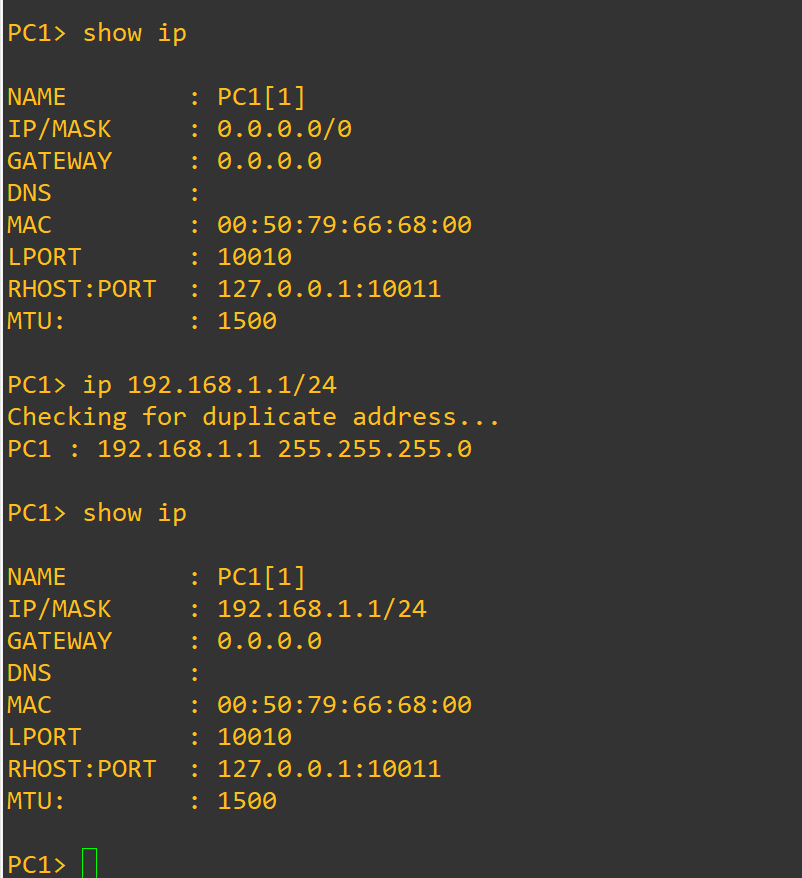 PC1> show ip
NAME        : PC1[1]
IP/MASK     : 0.0.0.0/0
GATEWAY     : 0.0.0.0
DNS         :
MAC         : 00:50:79:66:68:00
LPORT       : 10010
RHOST:PORT  : 127.0.0.1:10011
MTU:        : 1500
PC1> ip 192.168.1.1/24
Checking for duplicate address...
PC1 : 192.168.1.1 255.255.255.0
PC1> show ip
NAME        : PC1[1]
IP/MASK     : 192.168.1.1/24
GATEWAY     : 0.0.0.0
DNS         :
MAC         : 00:50:79:66:68:00
LPORT       : 10010
RHOST:PORT  : 127.0.0.1:10011
MTU:        : 1500
PC1>